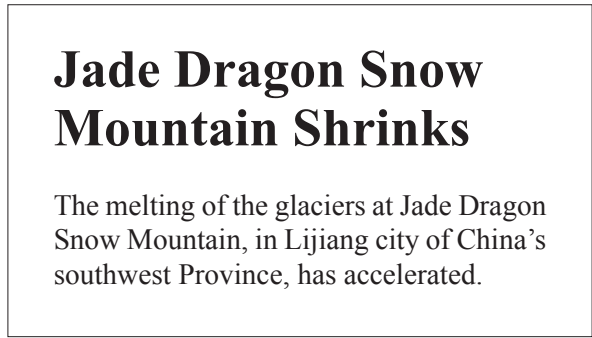 Jade Dragon Snow
Mountain Shrinks
The melting of the glaciers at Jade Dragon
Snow Mountain, in Lijiang city of China’s
southwest Province, has accelerated.